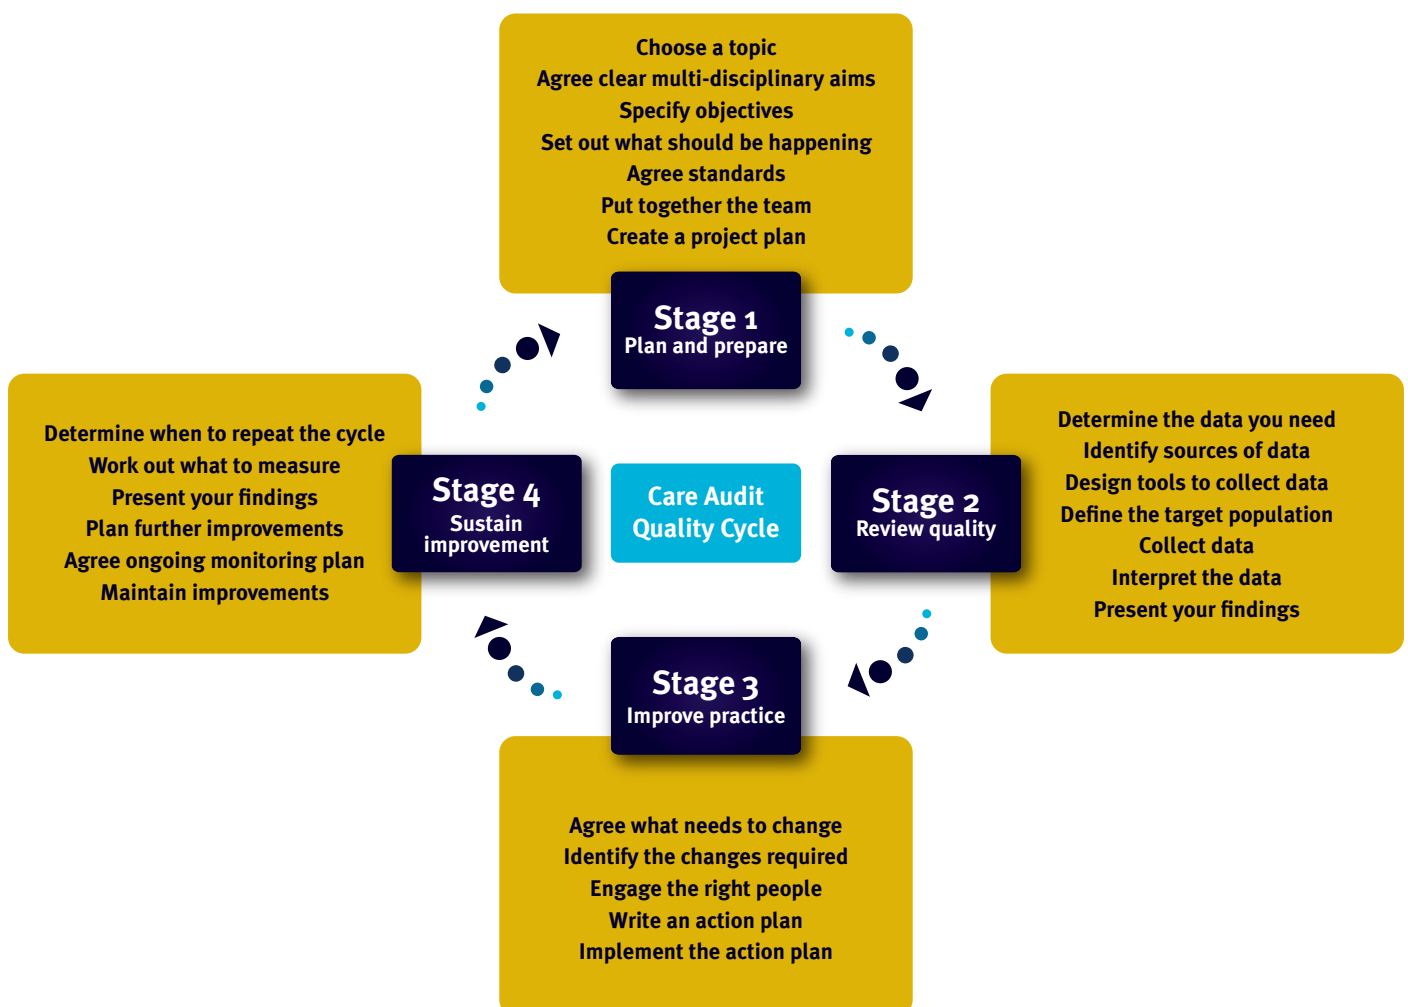 Choose a topic
Agree clear multi-disciplinary aims
Specify objectives
Set out what should be happening
Agree standards
Put together the team
Create a project plan
Stage 1
Plan and prepare
Determine the data you need
Identify sources of data
Design tools to collect data
Define the target population
Collect data
Interpret the data
Present your findings
Stage 2
Review quality
Care Audit
Quality Cycle
Determine when to repeat the cycle
Work out what to measure
Present your findings
Plan further improvements
Agree ongoing monitoring plan
Maintain improvements
Stage 4
Sustain
improvement
Stage 3
Improve practice
Agree what needs to change
Identify the changes required
Engage the right people
Write an action plan
Implement the action plan